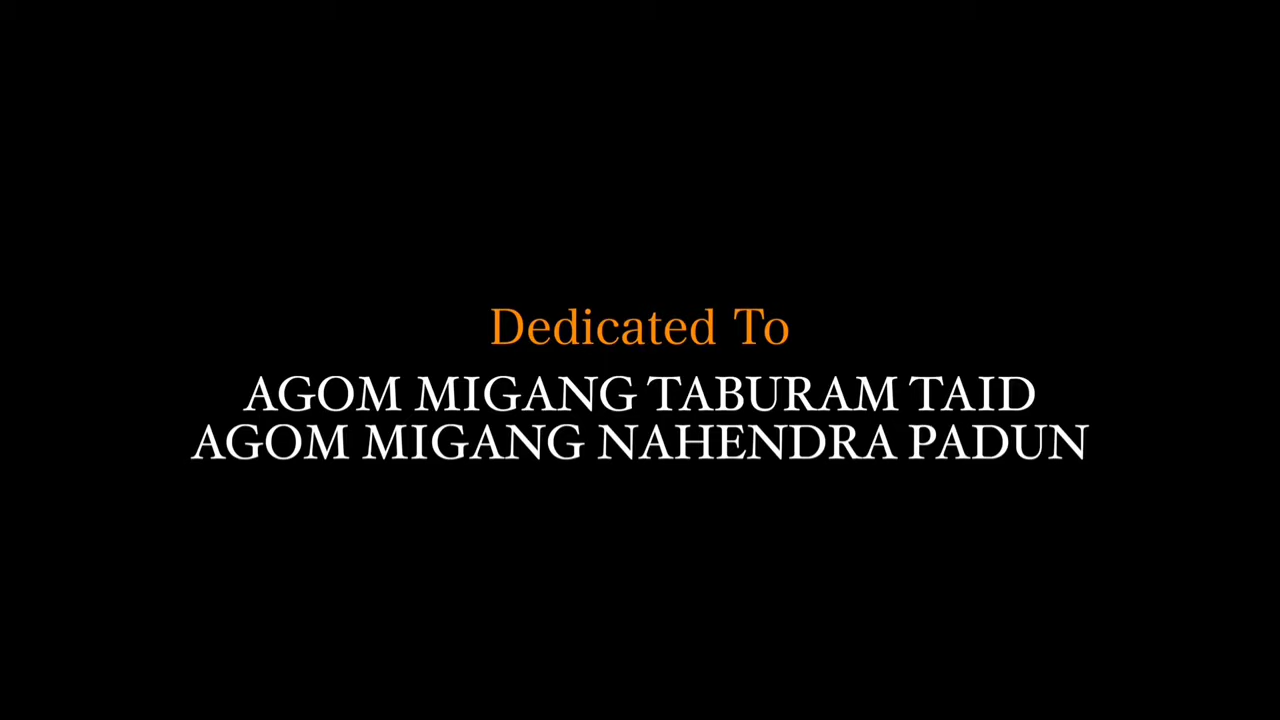 Dedicated To
AGOM MIGANG TABURAM TAID
AGOM MIGANG NAHENDRA PADUN